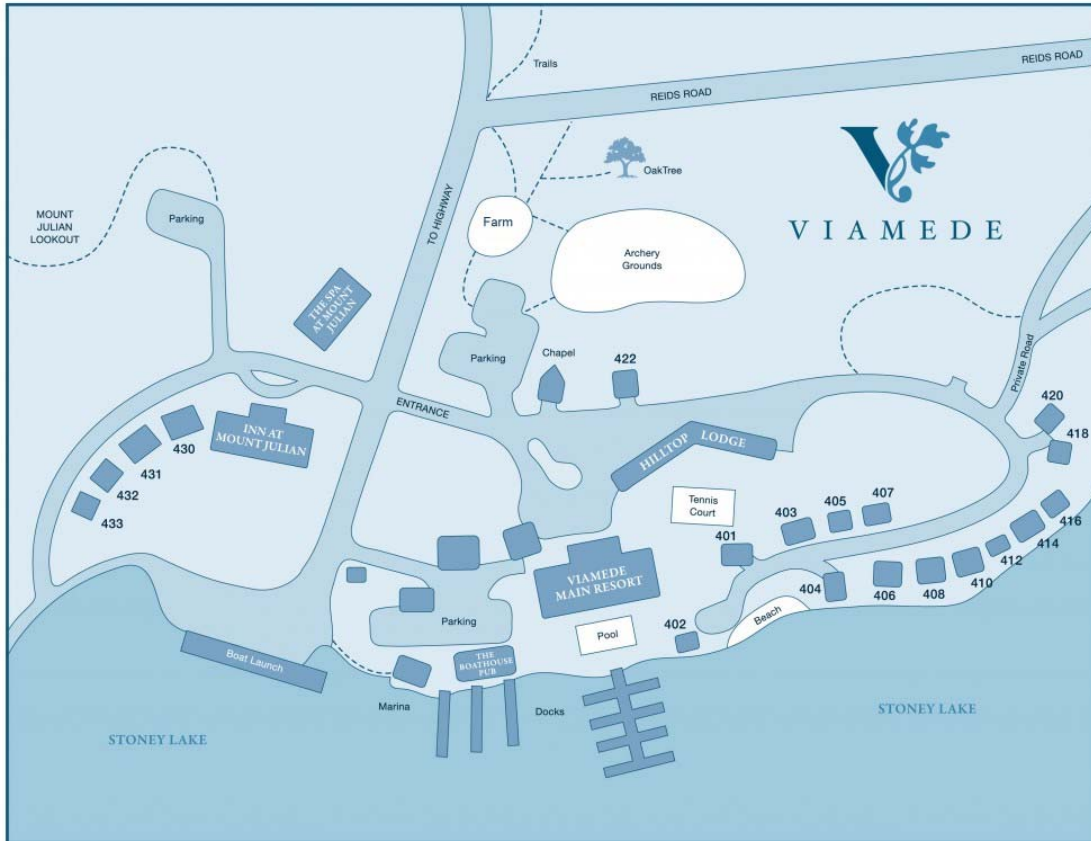 Trails
REIDS ROAD
REIDS ROAD
OakTree
VIAMEDE
MOUNT
JULIAN
LOOKOUT
Parking
TO HIGHWAY
Farm
Archery
Grounds
THE SPA
AT MOUNT
JULIAN
Parking
Chapel
422
Private Road
ENTRANCE
420
418
INN AT
MOUNT JULIAN
430
431
432
433
HILLTOP LODGE
Tennis
Court
401
403
405
407
416
414
412
410
408
406
404
VIAMEDE
MAIN RESORT
Parking
Pool
402
Beach
THE
BOATHOUSE
PUB
Boat Launch
Marina
Docks
STONEY LAKE
STONEY LAKE